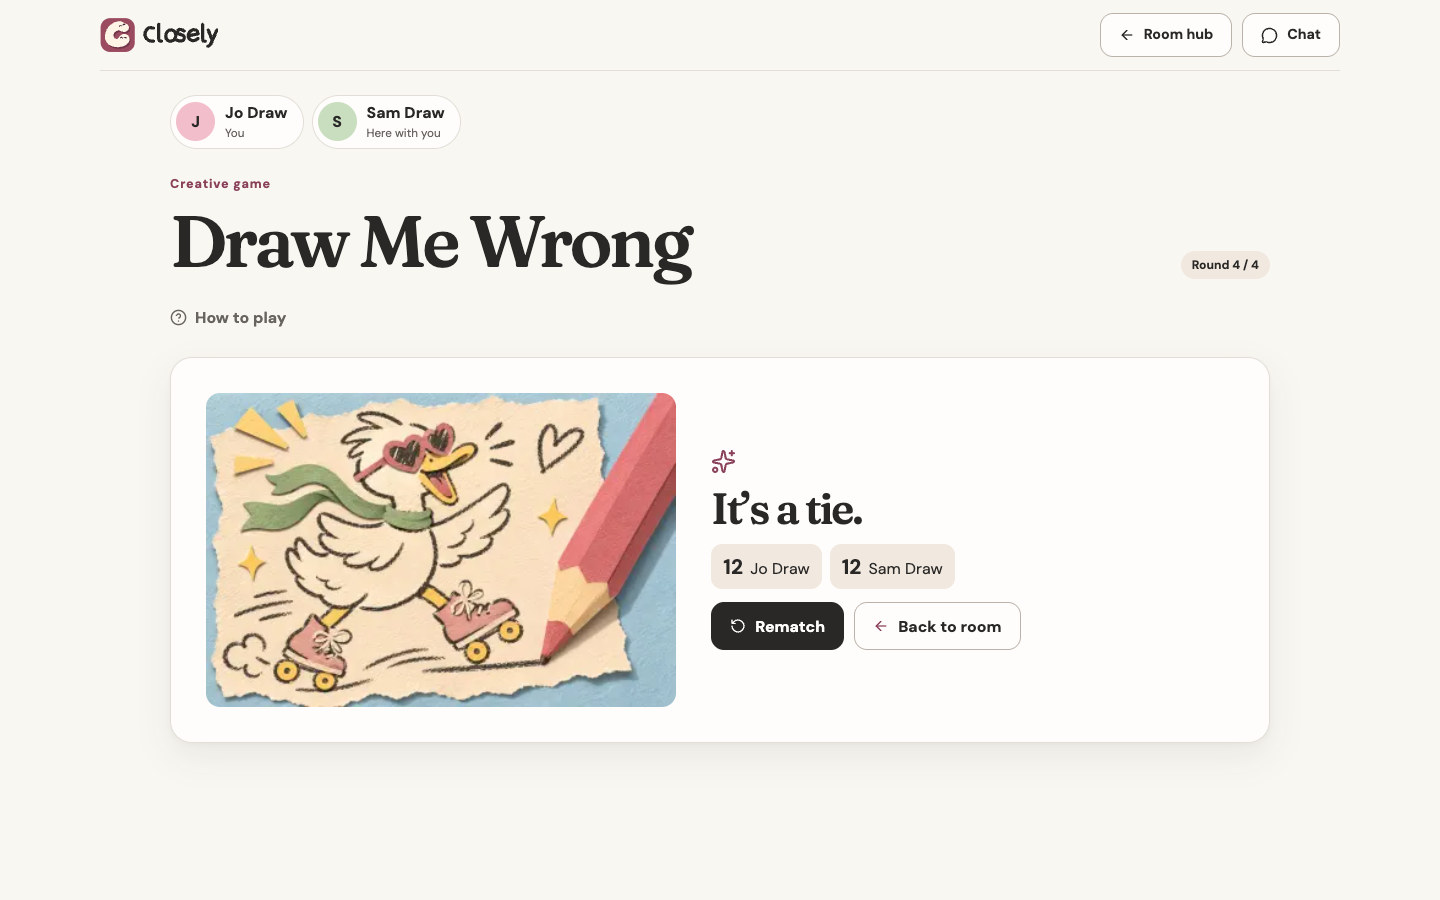 Closely
Room hub
Chat
J
Jo Draw
You
S
Sam Draw
Here with you
Creative game
Draw Me Wrong
Round 4 / 4
How to play
It’s a tie.
12 Jo Draw
12 Sam Draw
Rematch
Back to room